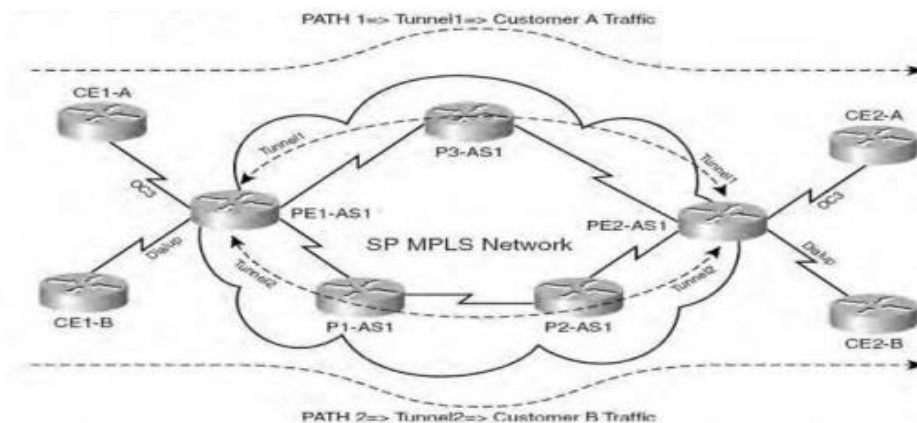 PATH 1=> Tunnel1=> Customer A Traffic
CE1-A
CE2-A
Tunnel1
P3-AS1
Tunnel1
OC3
OC3
PE1-AS1
PE2-AS1
SP MPLS Network
Dialup
Dialup
Tunnel2
Tunnel2
CE1-B
P1-AS1
P2-AS1
CE2-B
PATH 2=> Tunnel2=> Customer B Traffic